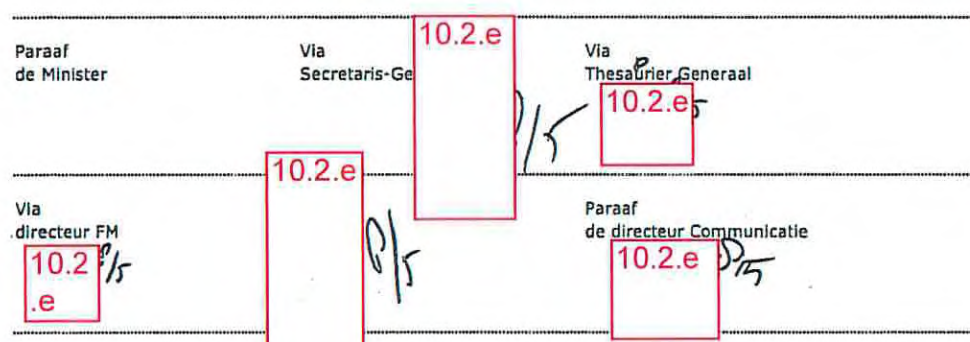 Paraaf
de Minister
Via
Secretaris-Ge
10.2.e
Via
Thesaurier Generaal
10.2.e
10.2.e
Via
directeur FM
10.2
.e
Paraaf
de directeur Communicatie
10.2.e